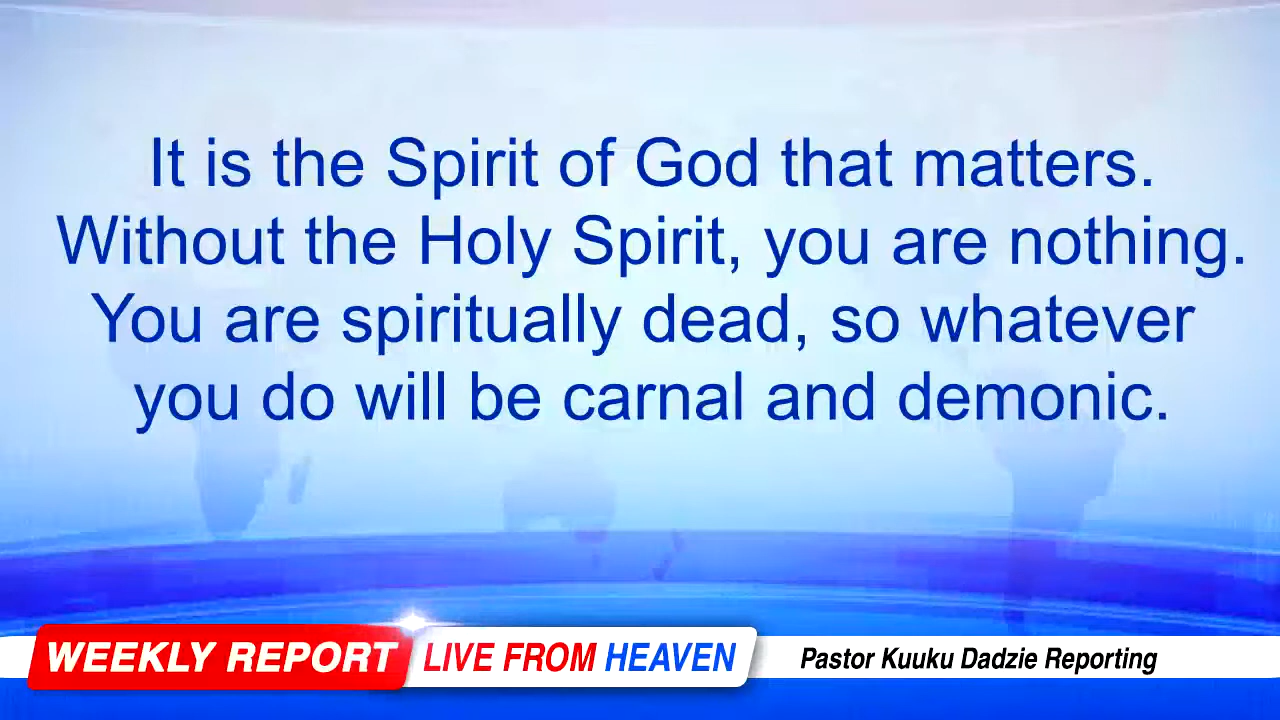 It is the Spirit of God that matters.
Without the Holy Spirit, you are nothing.
You are spiritually dead, so whatever
you do will be carnal and demonic.
WEEKLY REPORT LIVE FROM HEAVEN Pastor Kuuku Dadzie Reporting